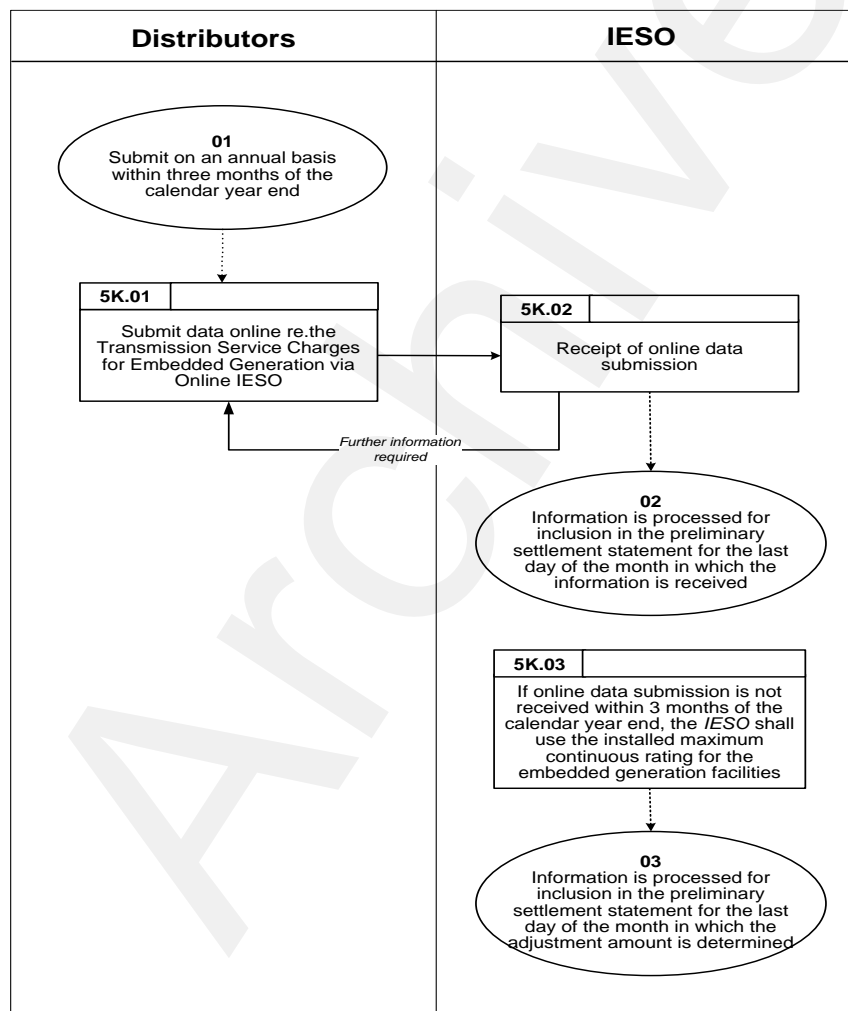 Distributors
IESO
01
Submit on an annual basis
within three months of the
calendar year end
5K.01
Submit data online re.the
Transmission Service Charges
for Embedded Generation via
Online IESO
5K.02
Receipt of online data
submission
Further information
required
02
Information is processed for
inclusion in the preliminary
settlement statement for the last
day of the month in which the
information is received
5K.03
If online data submission is not
received within 3 months of the
calendar year end, the IESO shall
use the installed maximum
continuous rating for the
embedded generation facilities
03
Information is processed for
inclusion in the preliminary
settlement statement for the last
day of the month in which the
adjustment amount is determined
Archive